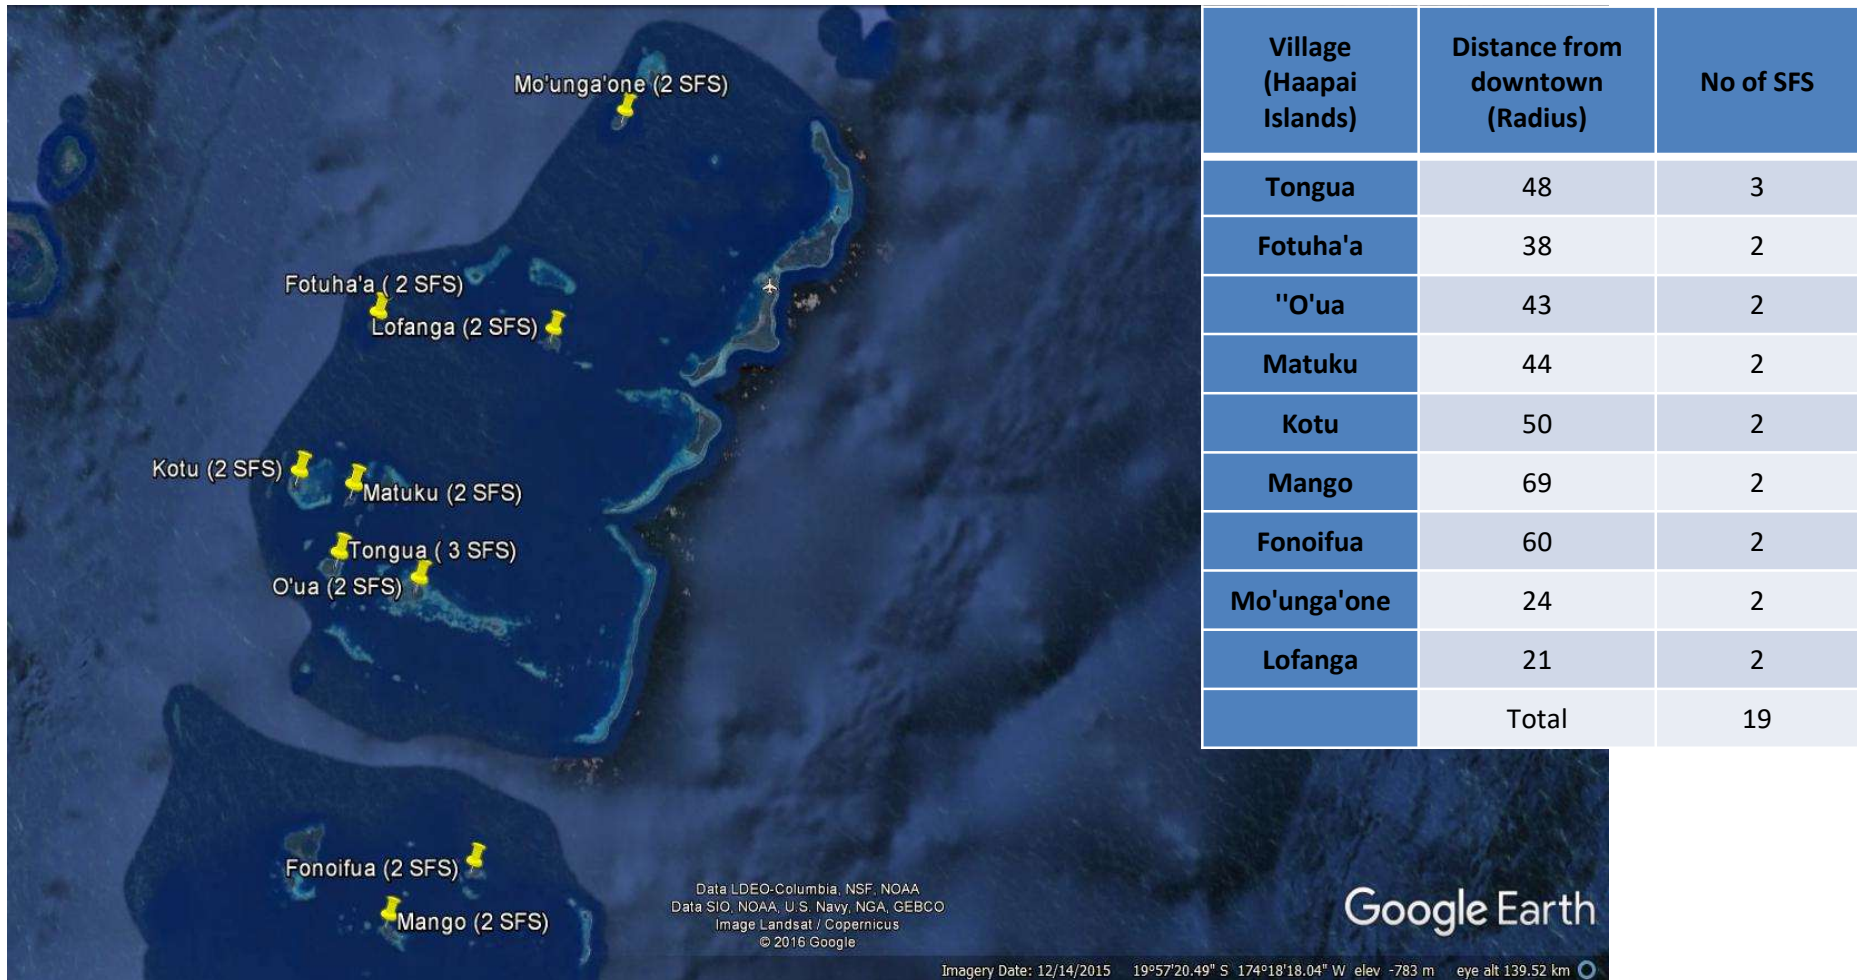 Mo'unga'one (2 SFS)
Fotuha'a ( 2 SFS)
Lofanga (2 SFS)
Kotu (2 SFS)
Matuku (2 SFS)
Tongua ( 3 SFS)
O'ua (2 SFS)
Fonoifua (2 SFS)
Mango (2 SFS)
Data LDEO-Columbia, NSF, NOAA
Data SIO, NOAA, U.S. Navy, NGA, GEBCO
Image Landsat / Copernicus
© 2016 Google
Google Earth
Imagery Date: 12/14/2015 19°57'20.49" S 174°18'18.04" W elev -783 m eye alt 139.52 km
Village
(Haapai
Islands)
Distance from
downtown
(Radius)
No of SFS
Tongua 48 3
Fotuha'a 38 2
''O'ua 43 2
Matuku 44 2
Kotu 50 2
Mango 69 2
Fonoifua 60 2
Mo'unga'one 24 2
Lofanga 21 2
Total 19